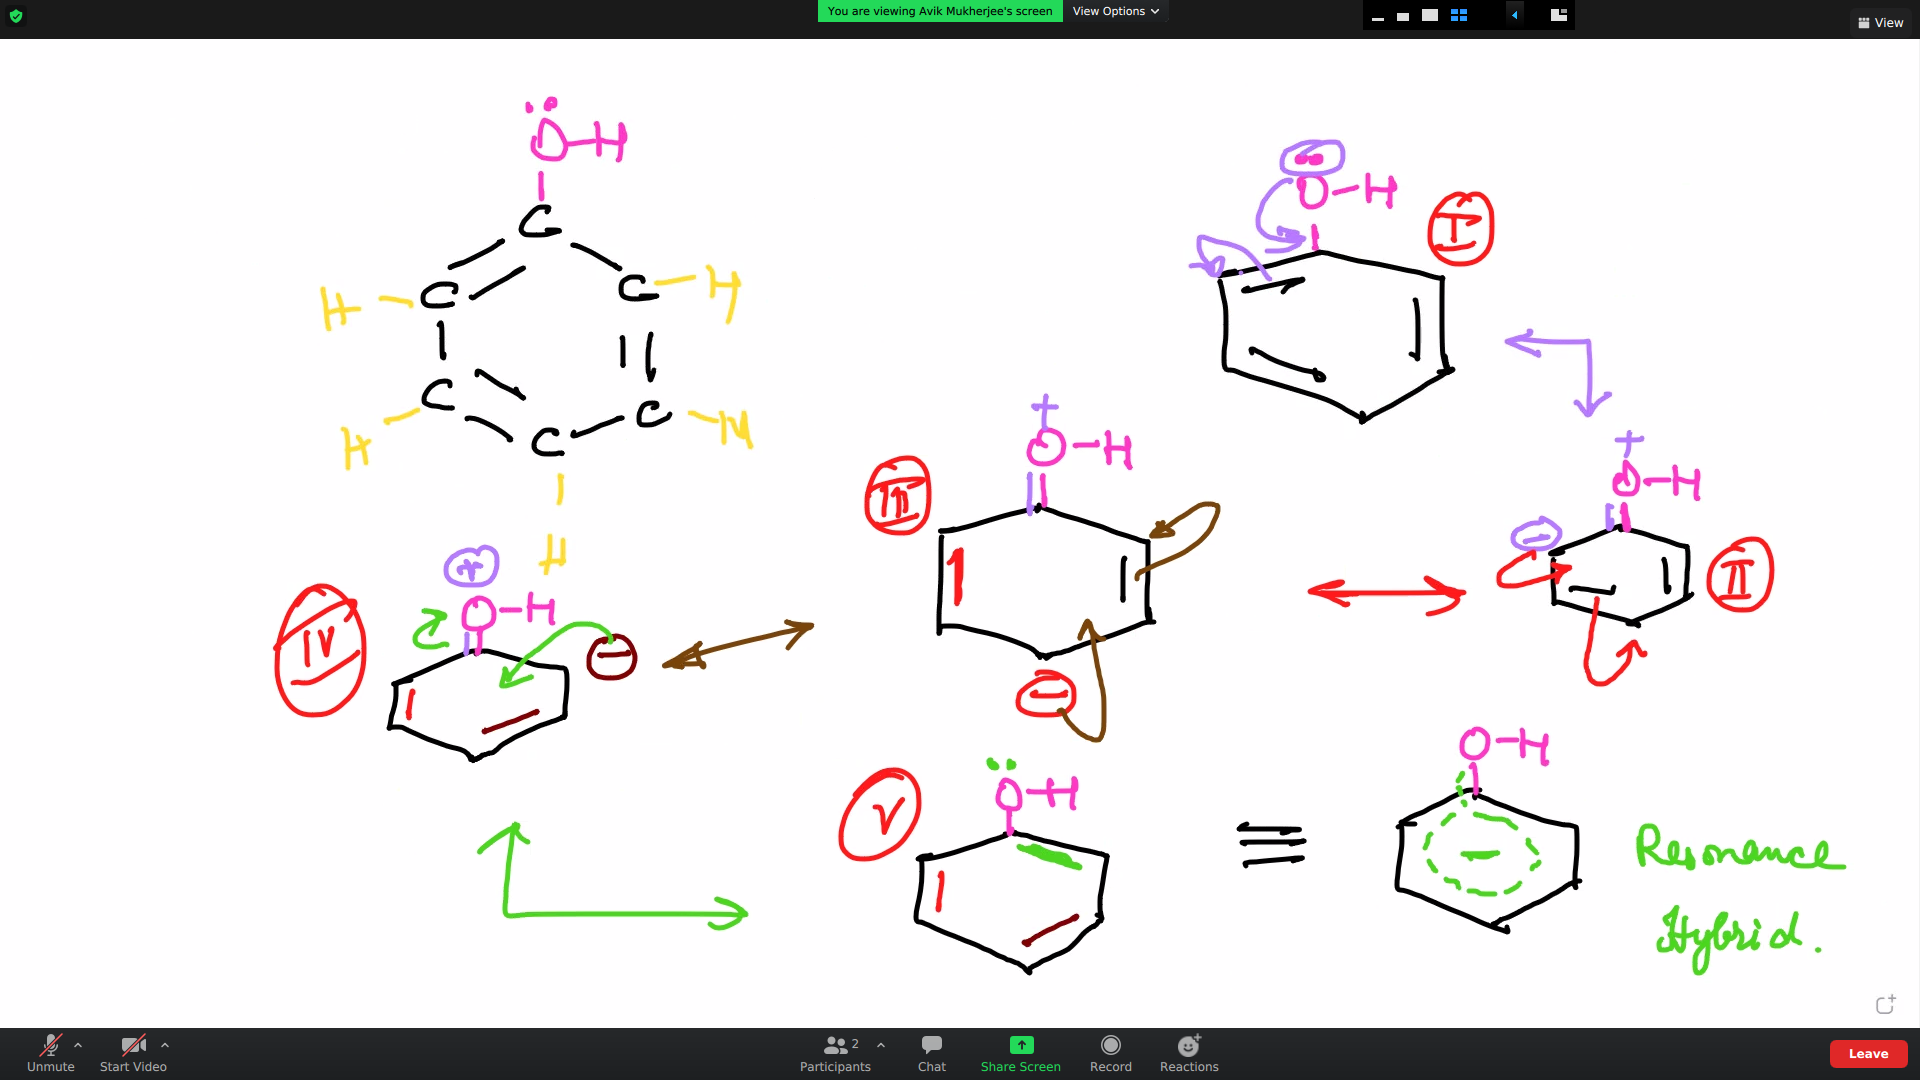 You are viewing Avik Mukherjee's screen
View Options
View
O-H
C
C
C
H
H
C
C
H
C
H
H
O-H
I
+
O-H
III
+
O-H
−
II
+
O-H
IV
−
−
O-H
V
O-H
−
Resonance
Hybrid.
Unmute
Start Video
Participants
2
Chat
Share Screen
Record
Reactions
Leave